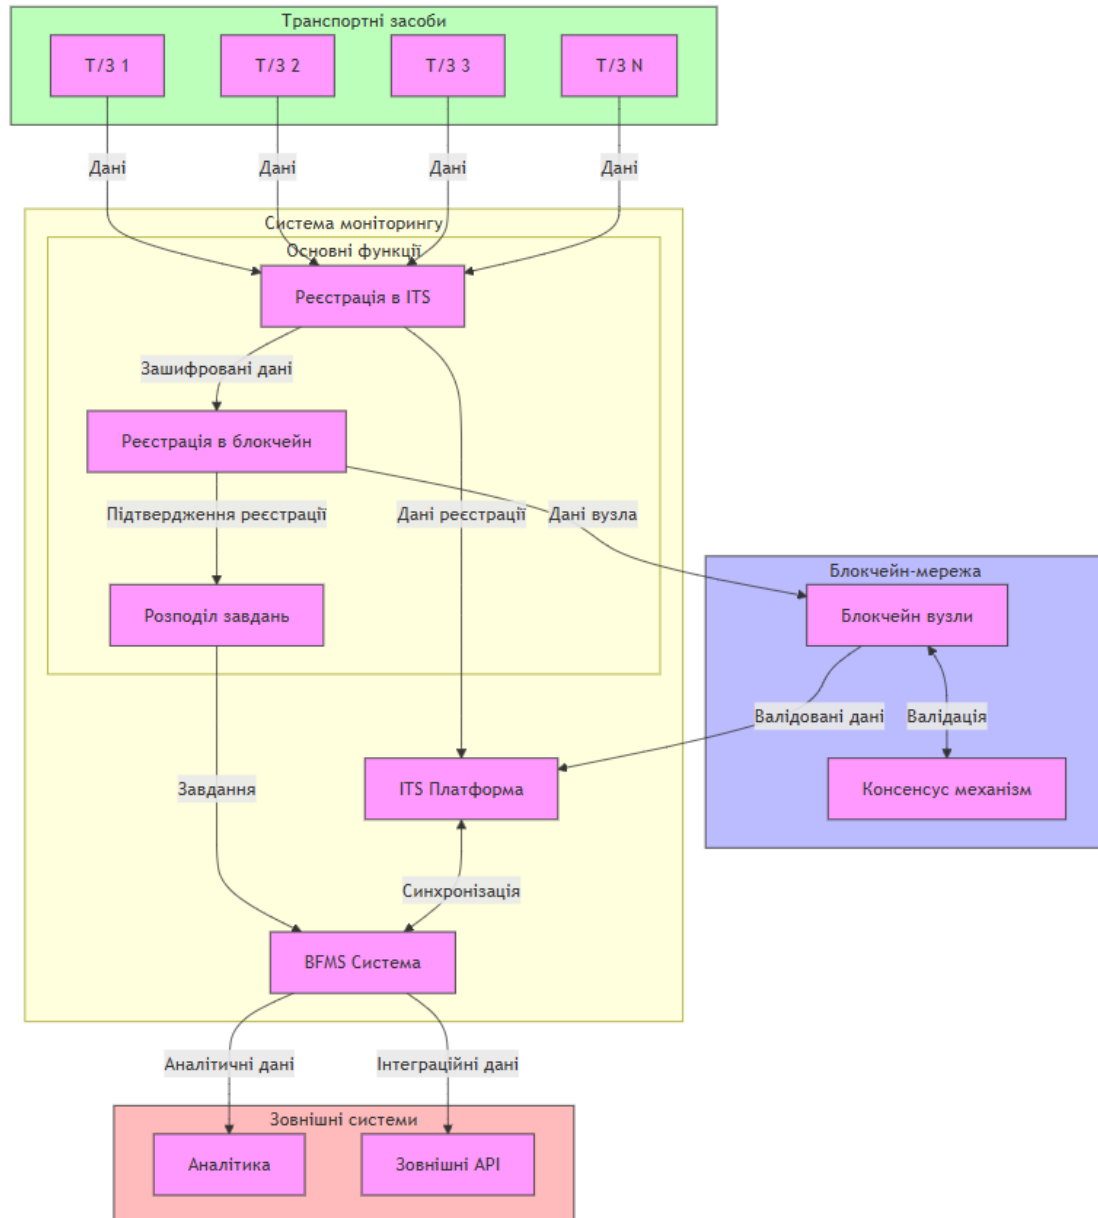 Транспортні засоби
Т/З 1
Т/З 2
Т/З 3
Т/З N
Дані
Дані
Дані
Дані
Система моніторингу
Основні функції
Реєстрація в ITS
Зашифровані дані
Реєстрація в блокчейн
Підтвердження реєстрації
Дані реєстрації
Дані вузла
Блокчейн-мережа
Розподіл завдань
Блокчейн вузли
Валідовані дані
Валідація
Завдання
ITS Платформа
Консенсус механізм
Синхронізація
BFMS Система
Аналітичні дані
Інтеграційні дані
Зовнішні системи
Аналітика
Зовнішні API